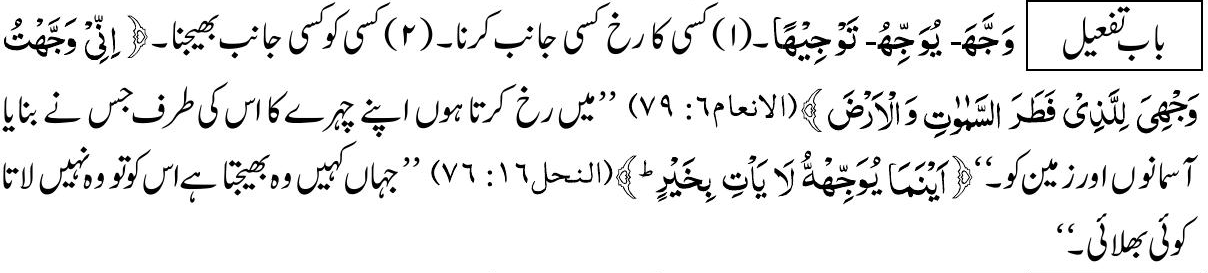 باب تفعیل وَجَّهَ۔ یُوَجِّهُ۔ تَوْجِیْهًا۔ (۱) کسی کا رخ کسی جانب کرنا۔ (۲) کسی کو کسی جانب بھیجنا۔ ﴿ اِنِّیْ وَجَّهْتُ
وَجْهِیَ لِلَّذِیْ فَطَرَ السَّمٰوٰتِ وَالْاَرْضَ ﴾ (الانعام٦: ٧٩) ’’میں رخ کرتا ہوں اپنے چہرے کا اس کی طرف جس نے بنایا
آسمانوں اور زمین کو۔‘‘ ﴿ اَیْنَمَا یُوَجِّهْهُّ لَا یَاْتِ بِخَیْرٍ ؕ ﴾ (النحل١٦: ٧٦) ’’جہاں کہیں وہ بھیجتا ہے اس کو تو وہ نہیں لاتا
کوئی بھلائی۔‘‘